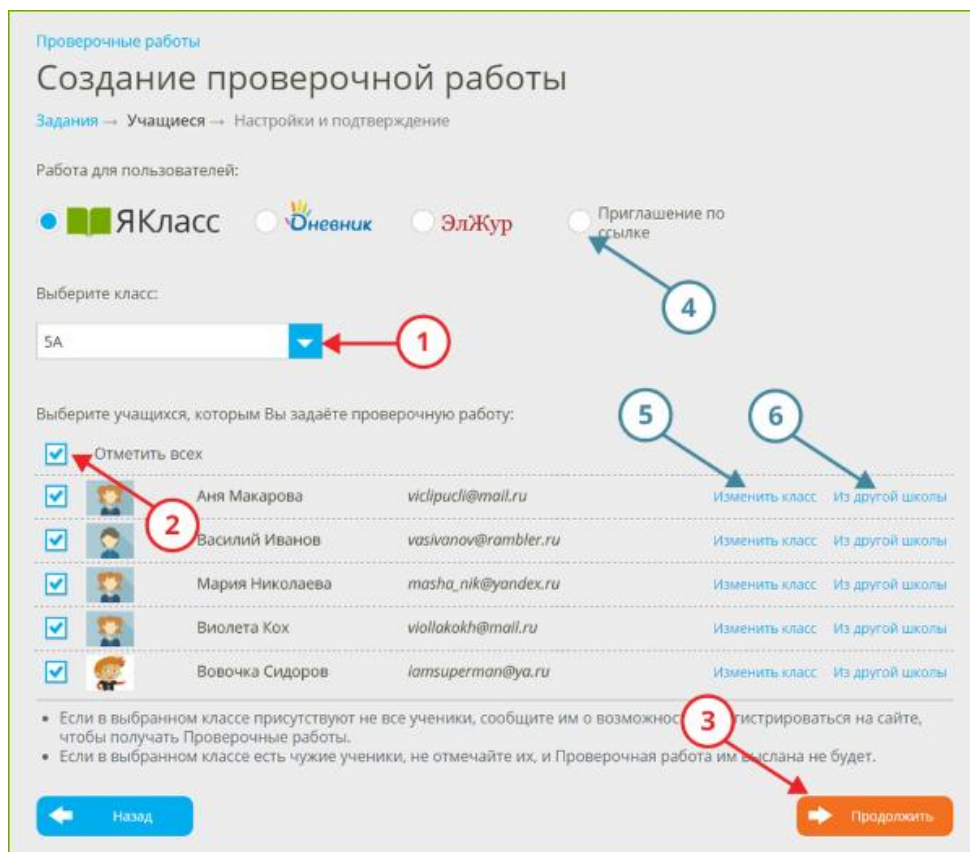 Проверочные работы
Создание проверочной работы
Задания → Учащиеся → Настройки и подтверждение
Работа для пользователей:
ЯКласс Дневник ЭлЖур Приглашение по
ссылке
4
Выберите класс:
5А 1
Выберите учащихся, которым Вы задаёте проверочную работу: 5 6
Отметить всех
Аня Макарова viclipucli@mail.ru Изменить класс Из другой школы
2
Василий Иванов vasivanov@rambler.ru Изменить класс Из другой школы
Мария Николаева masha_nik@yandex.ru Изменить класс Из другой школы
Виолета Кох viollakokh@mail.ru Изменить класс Из другой школы
Вовочка Сидоров iamsuperman@ya.ru Изменить класс Из другой школы
• Если в выбранном классе присутствуют не все ученики, сообщите им о 3 на сайте,
чтобы получать Проверочные работы.
• Если в выбранном классе есть чужие ученики, не отмечайте их, и Проверочная работа им выслана не будет.
Назад Продолжить